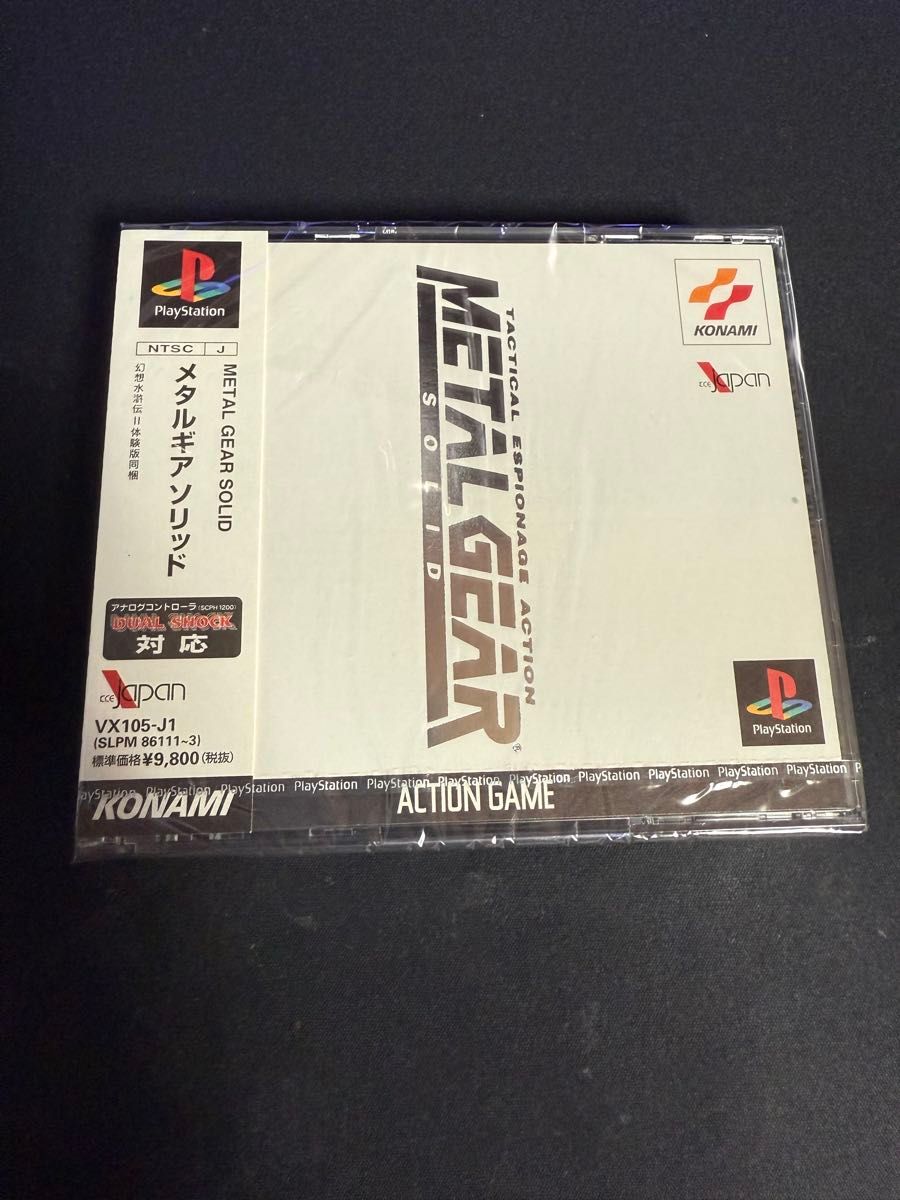 PlayStation
NTSC J
METAL GEAR SOLID
メタルギア ソリッド
幻想水滸伝II体験版同梱
アナログコントローラ(SCPH1200)
DUAL SHOCK
対応
CCE Japan
VX105-J1
(SLPM 86111~3)
標準価格¥9,800(税抜)
KONAMI
TACTICAL ESPIONAGE ACTION
METAL GEAR
SOLID
®
KONAMI
CCE Japan
PlayStation
ayStation PlayStation PlayStation PlayStation PlayStation PlayStation PlayStation PlayStation PlayStation PlayStation PlayStation
ACTION GAME